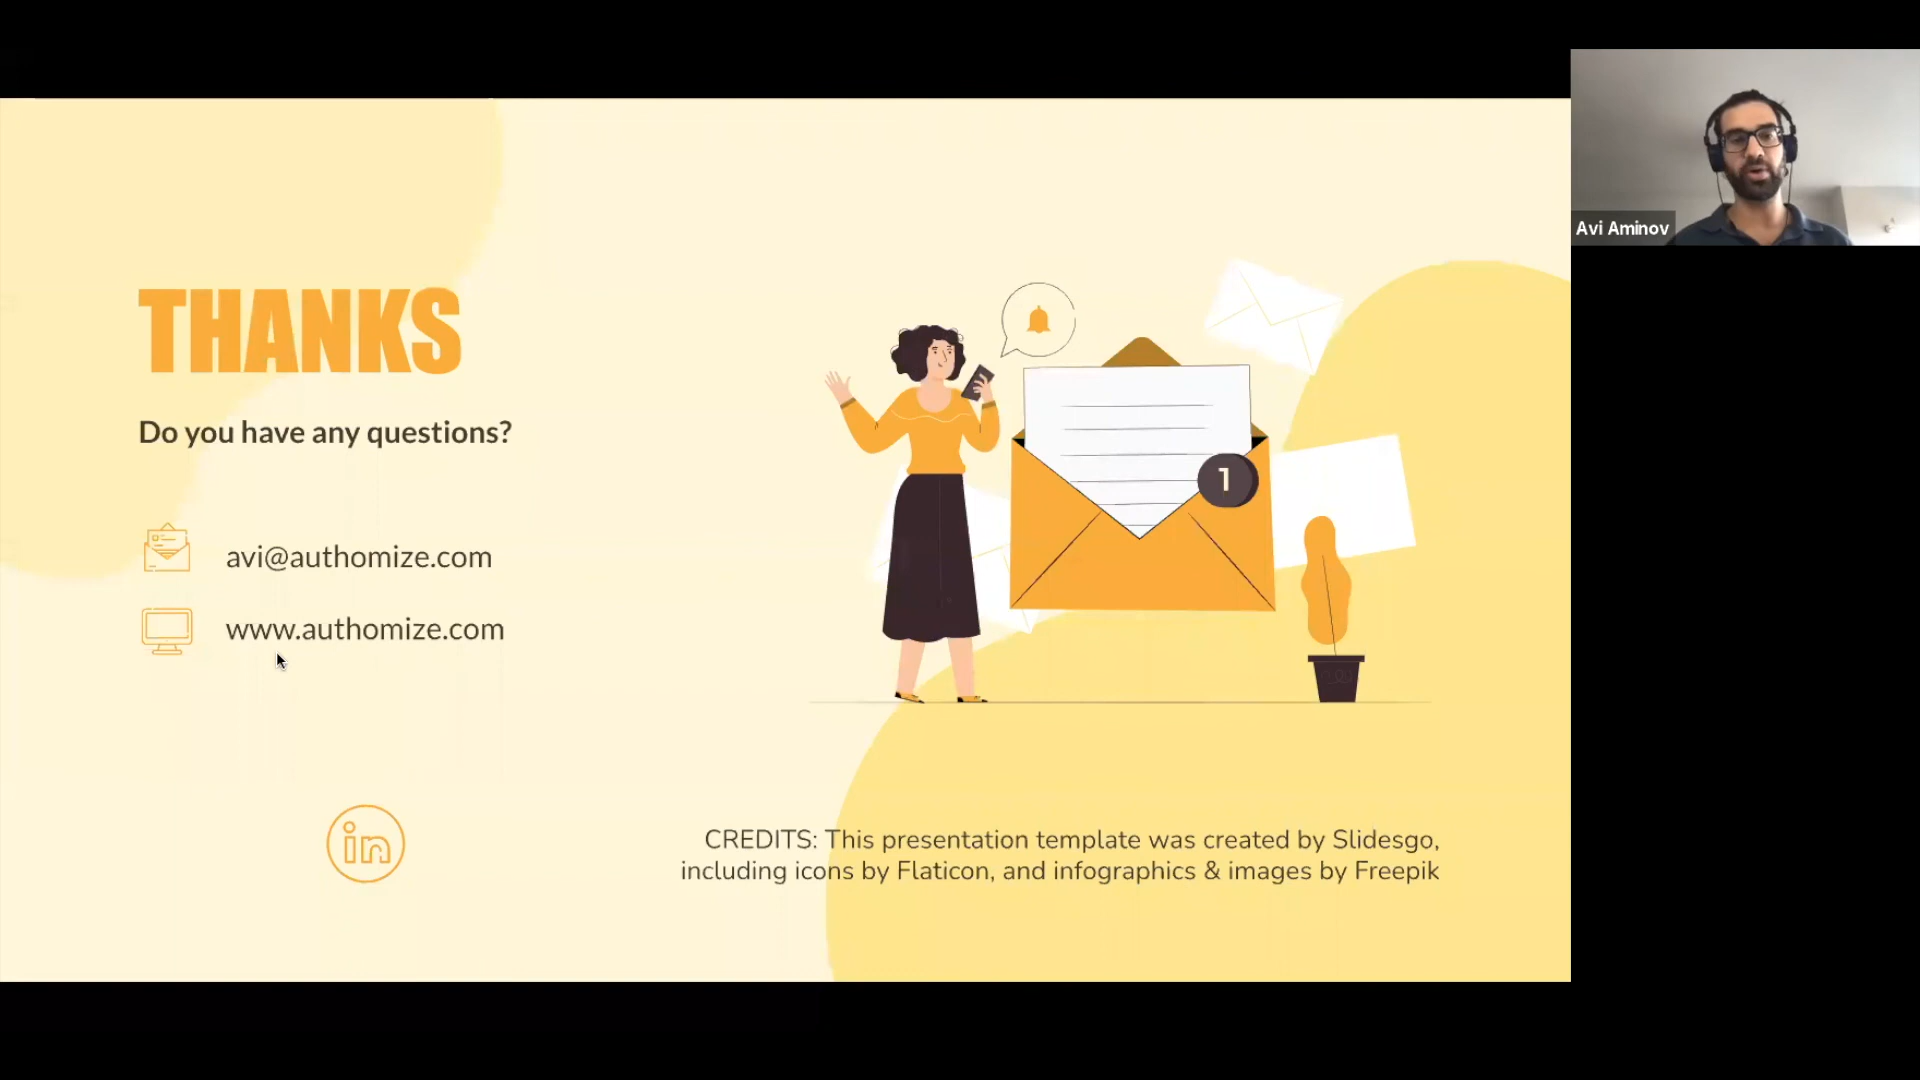 THANKS
Do you have any questions?
avi@authomize.com
www.authomize.com
in
1
CREDITS: This presentation template was created by Slidesgo,
including icons by Flaticon, and infographics & images by Freepik
Avi Aminov